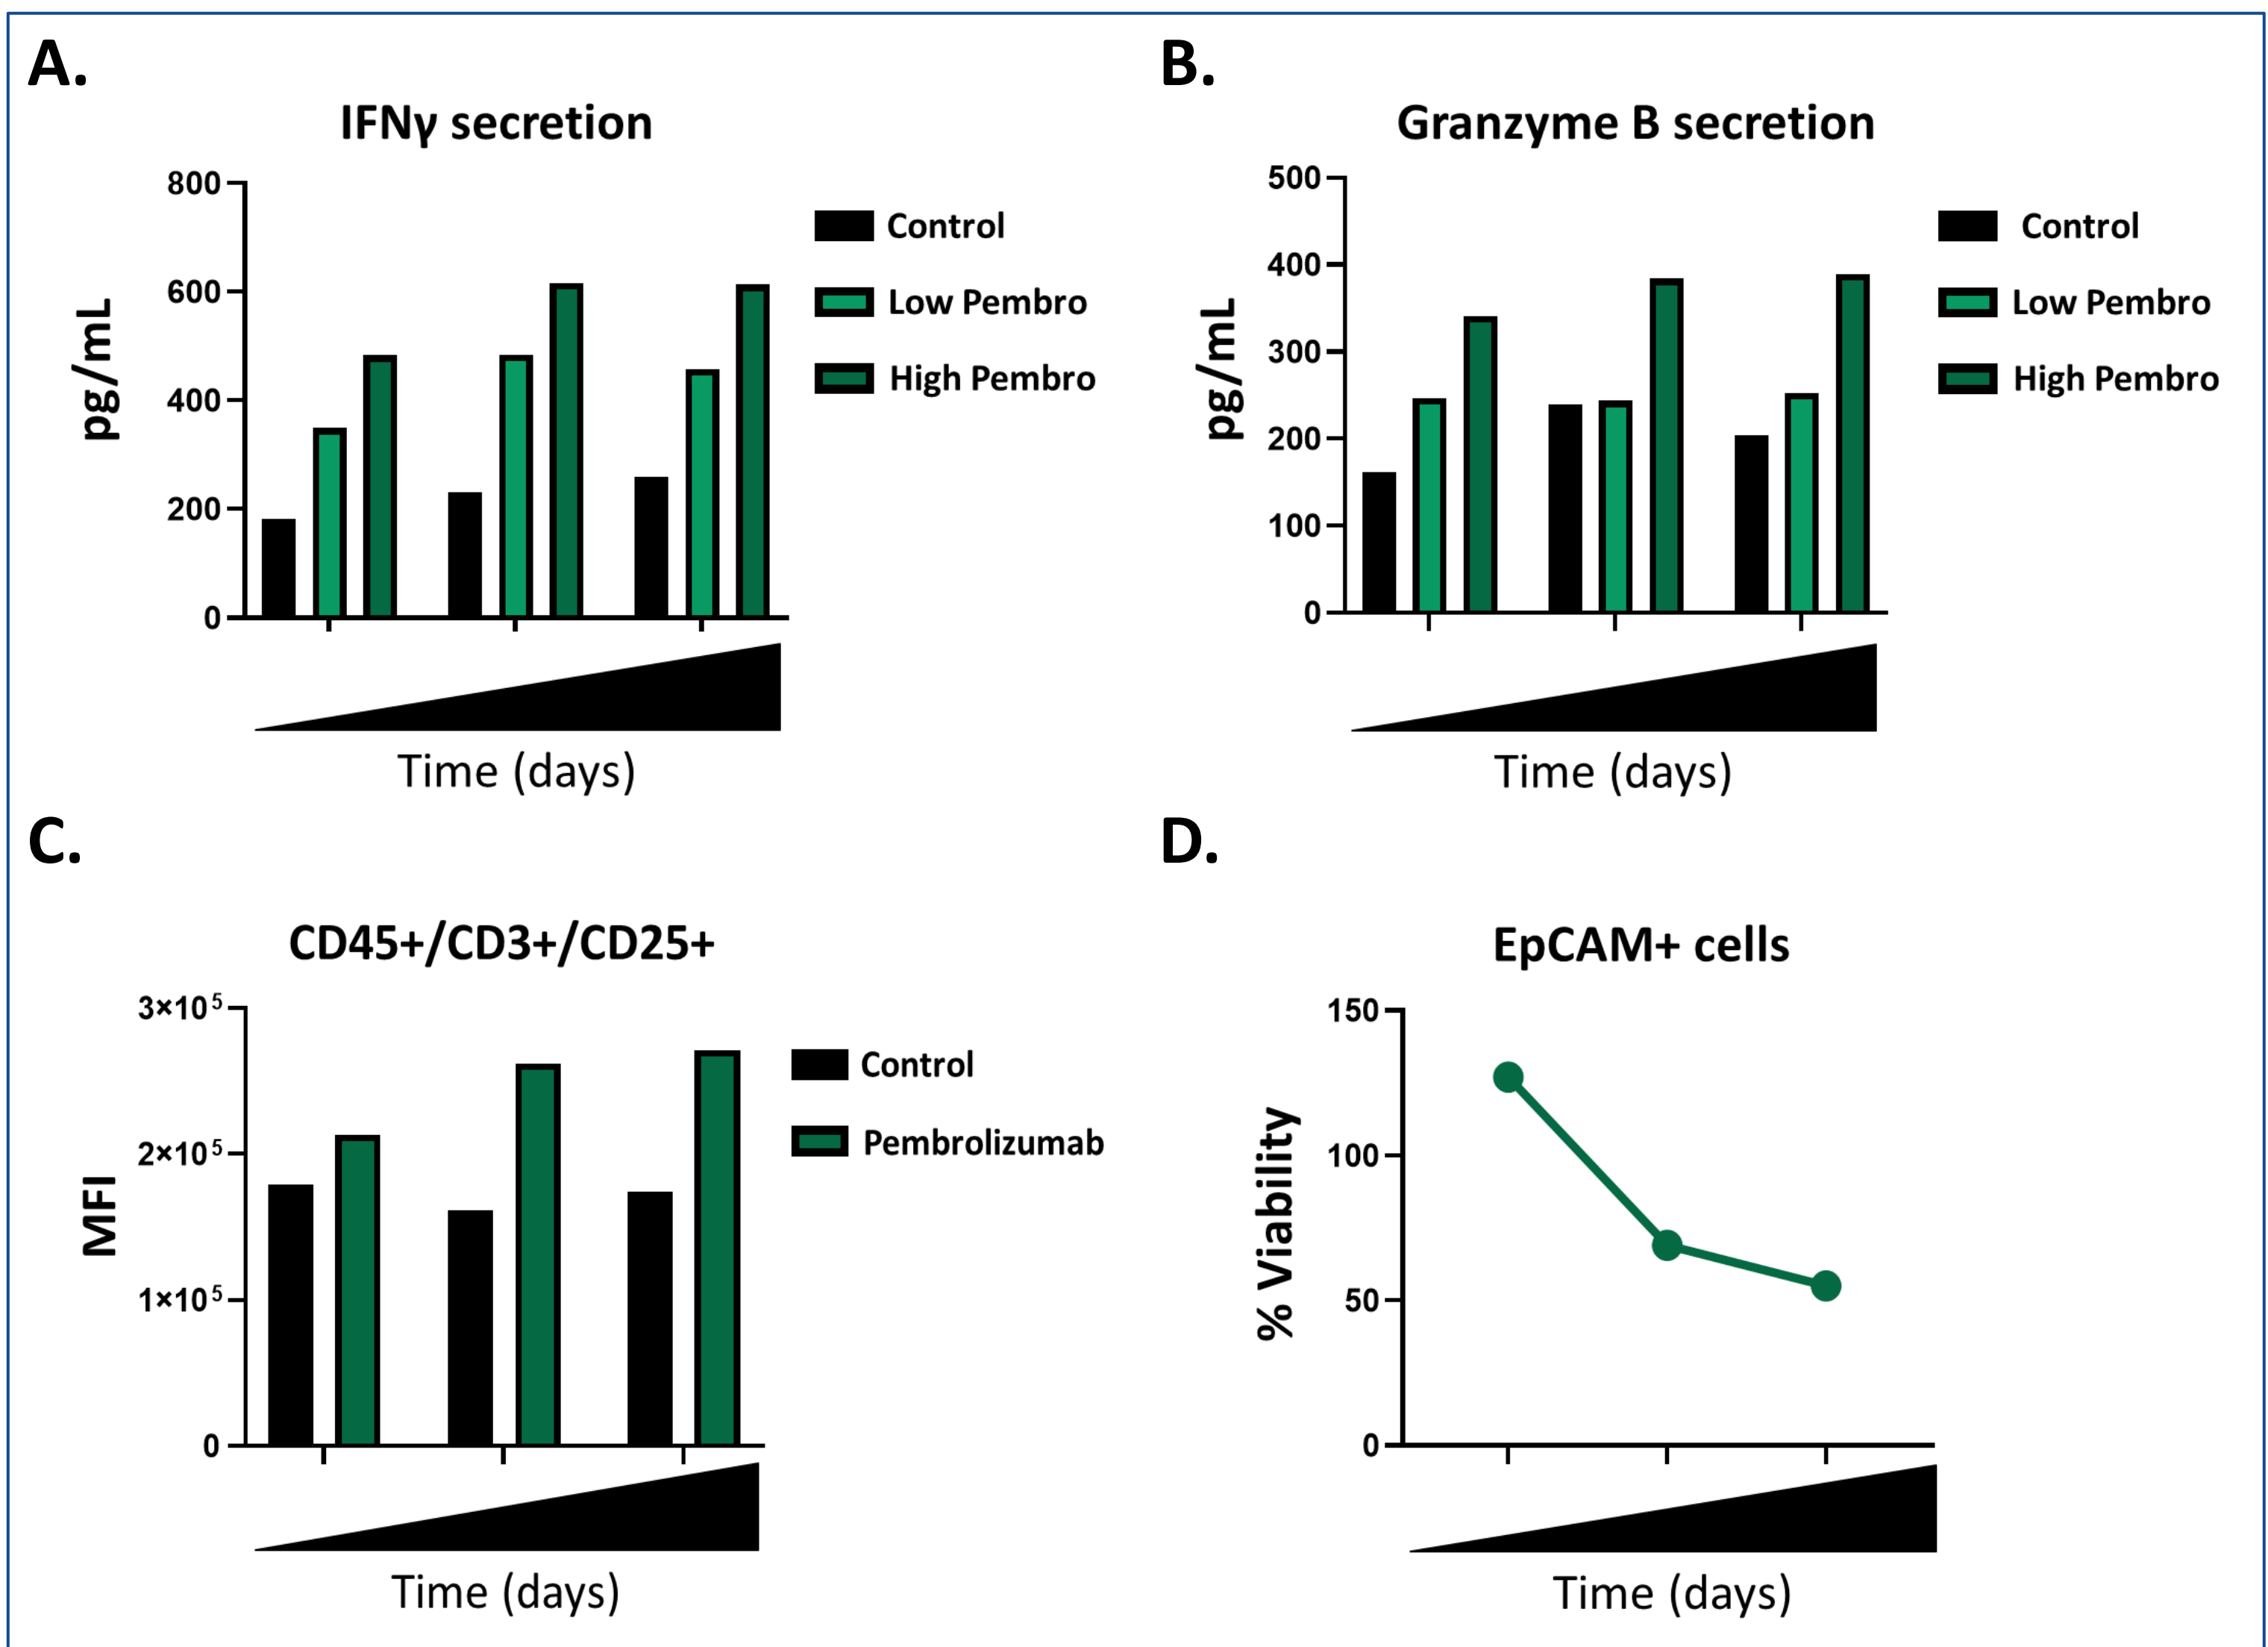 A.
IFNγ secretion
800
600
400
200
0
pg/mL
Control
Low Pembro
High Pembro
Time (days)
B.
Granzyme B secretion
500
400
300
200
100
0
pg/mL
Control
Low Pembro
High Pembro
Time (days)
C.
CD45+/CD3+/CD25+
3×10⁵
2×10⁵
1×10⁵
0
MFI
Control
Pembrolizumab
Time (days)
D.
EpCAM+ cells
150
100
50
0
% Viability
Time (days)